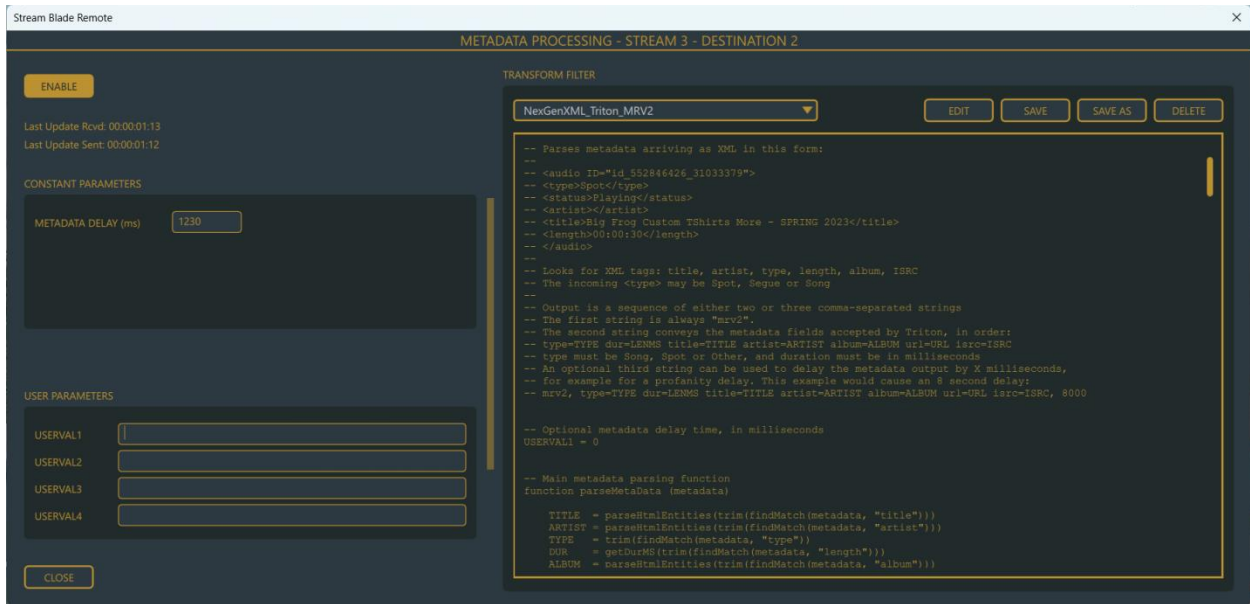 Stream Blade Remote
METADATA PROCESSING - STREAM 3 - DESTINATION 2
ENABLE
Last Update Rcvd: 00:00:01:13
Last Update Sent: 00:00:01:12
CONSTANT PARAMETERS
METADATA DELAY (ms) 1230
USER PARAMETERS
USERVAL1
USERVAL2
USERVAL3
USERVAL4
CLOSE
TRANSFORM FILTER
NexGenXML_Triton_MRV2 EDIT SAVE SAVE AS DELETE
-- Parses metadata arriving as XML in this form:
--
-- <audio ID="id_552846426_31033379">
-- <type>Spot</type>
-- <status>Playing</status>
-- <artist></artist>
-- <title>Big Frog Custom TShirts More - SPRING 2023</title>
-- <length>00:00:30</length>
-- </audio>
--
-- Looks for XML tags: title, artist, type, length, album, ISRC
-- The incoming <type> may be Spot, Segue or Song
--
-- Output is a sequence of either two or three comma-separated strings
-- The first string is always "mrv2".
-- The second string conveys the metadata fields accepted by Triton, in order:
-- type=TYPE dur=LENMS title=TITLE artist=ARTIST album=ALBUM url=URL isrc=ISRC
-- type must be Song, Spot or Other, and duration must be in milliseconds
-- An optional third string can be used to delay the metadata output by X milliseconds,
-- for example for a profanity delay. This example would cause an 8 second delay:
-- mrv2, type=TYPE dur=LENMS title=TITLE artist=ARTIST album=ALBUM url=URL isrc=ISRC, 8000
-- Optional metadata delay time, in milliseconds
USERVAL1 = 0
-- Main metadata parsing function
function parseMetaData (metadata)
TITLE = parseHtmlEntities(trim(findMatch(metadata, "title")))
ARTIST = parseHtmlEntities(trim(findMatch(metadata, "artist")))
TYPE = trim(findMatch(metadata, "type"))
DUR = getDurMS(trim(findMatch(metadata, "length")))
ALBUM = parseHtmlEntities(trim(findMatch(metadata, "album")))